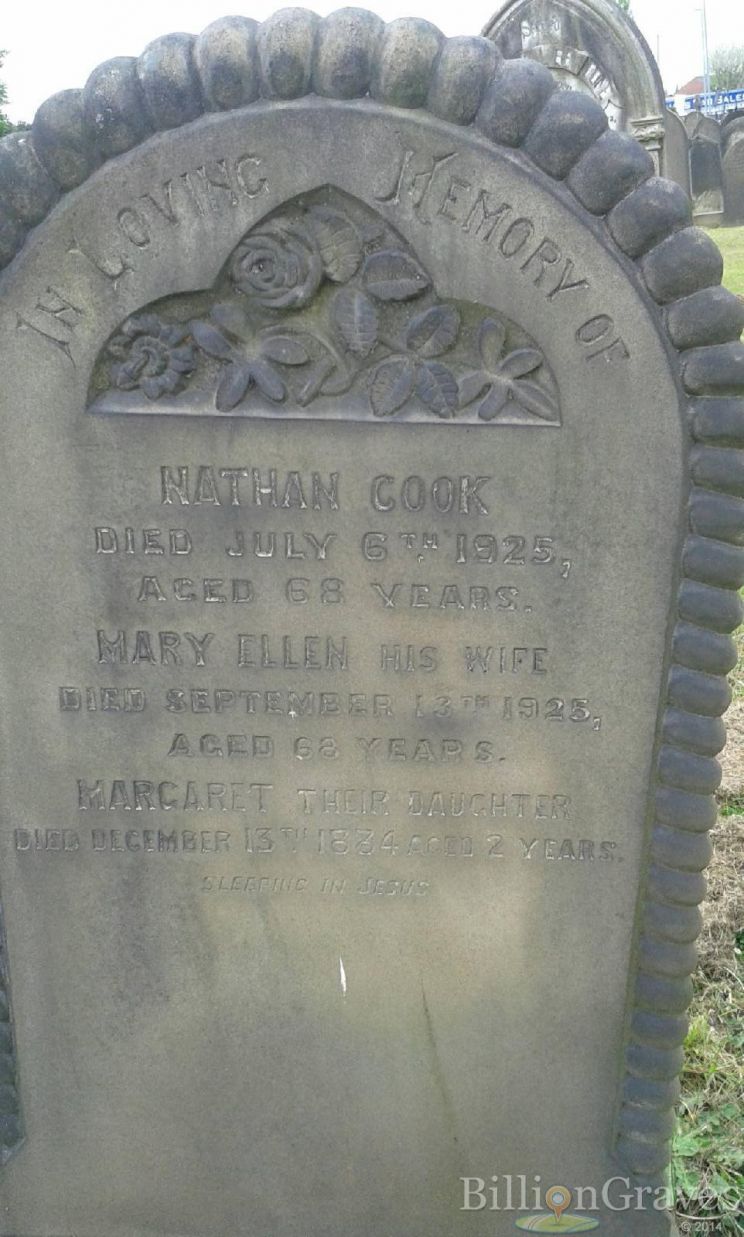 IN LOVING MEMORY OF
NATHAN COOK
DIED JULY 6TH 1925,
AGED 68 YEARS.
MARY ELLEN HIS WIFE
DIED SEPTEMBER 13TH 1925,
AGED 68 YEARS.
MARGARET THEIR DAUGHTER
DIED DECEMBER 13TH 1884 AGED 2 YEARS.
SLEEPING IN JESUS
BillionGraves
© 2014